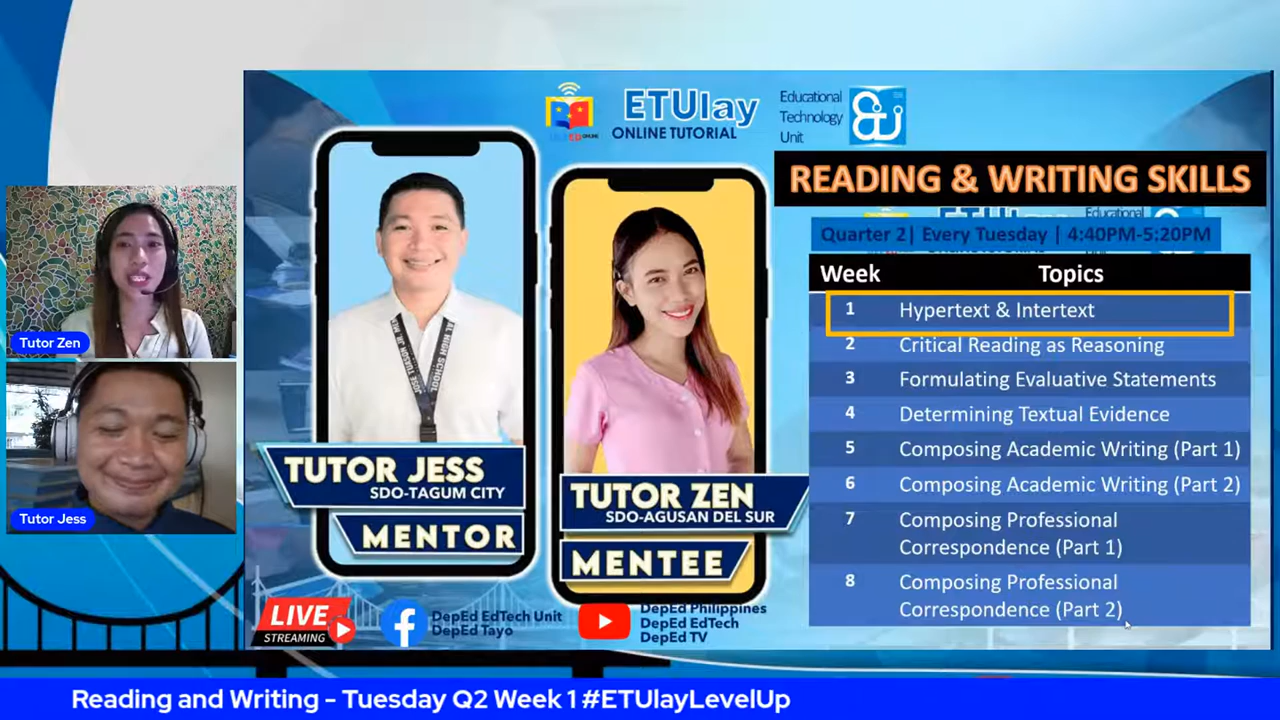 ETUlay
ONLINE TUTORIAL
Educational
Technology
Unit
READING & WRITING SKILLS
Quarter 2| Every Tuesday | 4:40PM-5:20PM
Week Topics
1 Hypertext & Intertext
2 Critical Reading as Reasoning
3 Formulating Evaluative Statements
4 Determining Textual Evidence
5 Composing Academic Writing (Part 1)
6 Composing Academic Writing (Part 2)
7 Composing Professional
Correspondence (Part 1)
8 Composing Professional
Correspondence (Part 2)
Tutor Zen
Tutor Jess
TUTOR JESS
SDO-TAGUM CITY
MENTOR
TUTOR ZEN
SDO-AGUSAN DEL SUR
MENTEE
LIVE
STREAMING
DepEd EdTech Unit
DepEd Tayo
DepEd Philippines
DepEd EdTech
DepEd TV
Reading and Writing - Tuesday Q2 Week 1 #ETUlayLevelUp